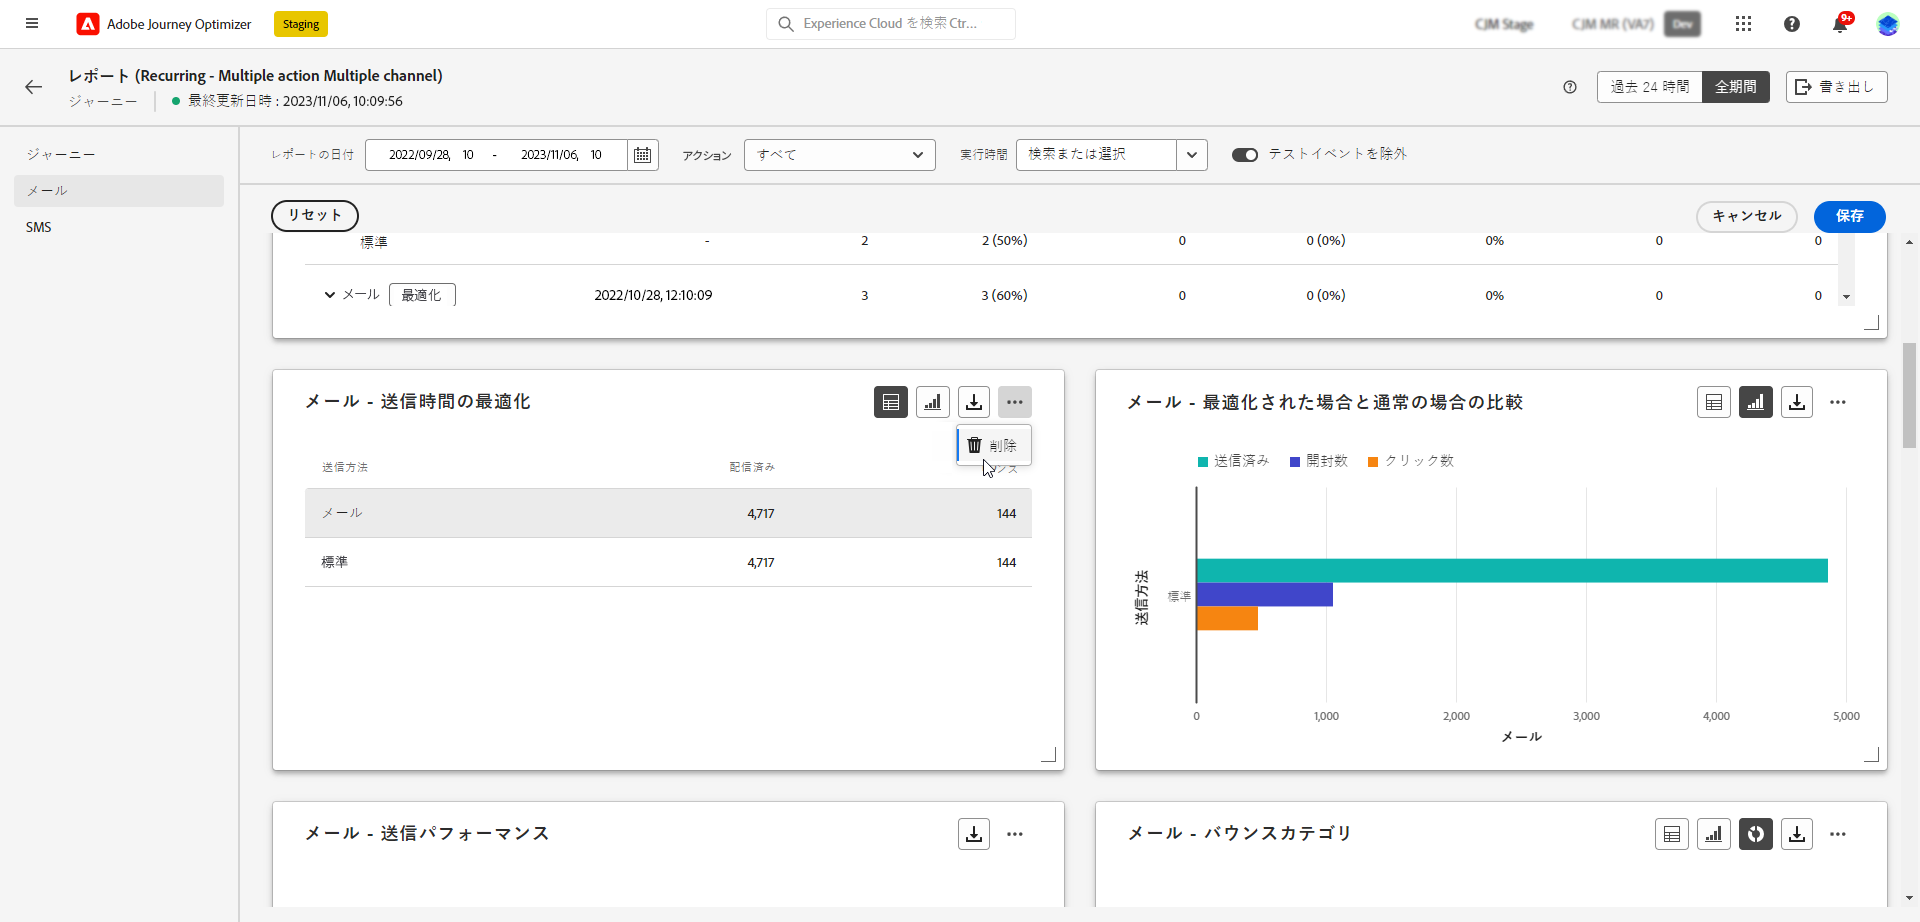 Adobe Journey Optimizer
Staging
Experience Cloud を検索 Ctr...
CJM Stage
CJM MR (VA7)
Dev
9+
レポート (Recurring - Multiple action Multiple channel)
ジャーニー
最終更新日時 : 2023/11/06, 10:09:56
過去 24 時間
全期間
書き出し
ジャーニー
メール
SMS
レポートの日付
2022/09/28, 10 - 2023/11/06, 10
アクション
すべて
実行時間
検索または選択
テストイベントを除外
リセット
キャンセル
保存
標準 - 2 2 (50%) 0 0 (0%) 0% 0 0
メール 最適化 2022/10/28, 12:10:09 3 3 (60%) 0 0 (0%) 0% 0 0
メール - 送信時間の最適化
削除
送信方法 配信済み ンス
メール 4,717 144
標準 4,717 144
メール - 最適化された場合と通常の場合の比較
送信済み 開封数 クリック数
送信方法
標準
0 1,000 2,000 3,000 4,000 5,000
メール
メール - 送信パフォーマンス
メール - バウンスカテゴリ